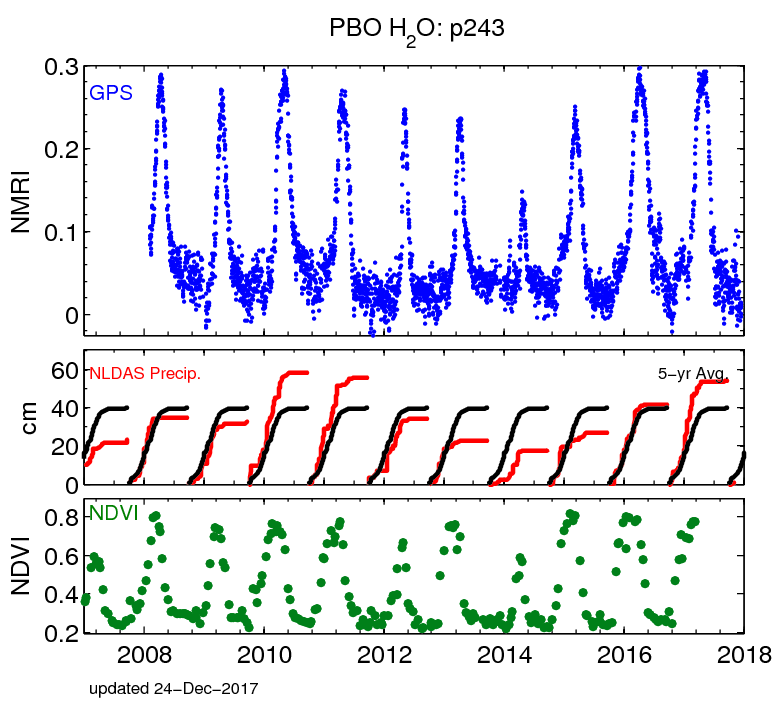 PBO H2O: p243
0.3
GPS
0.2
NMRI
0.1
0
60
NLDAS Precip.
5-yr Avg.
40
cm
20
0
0.8
NDVI
0.6
NDVI
0.4
0.2
2008 2010 2012 2014 2016 2018
updated 24-Dec-2017